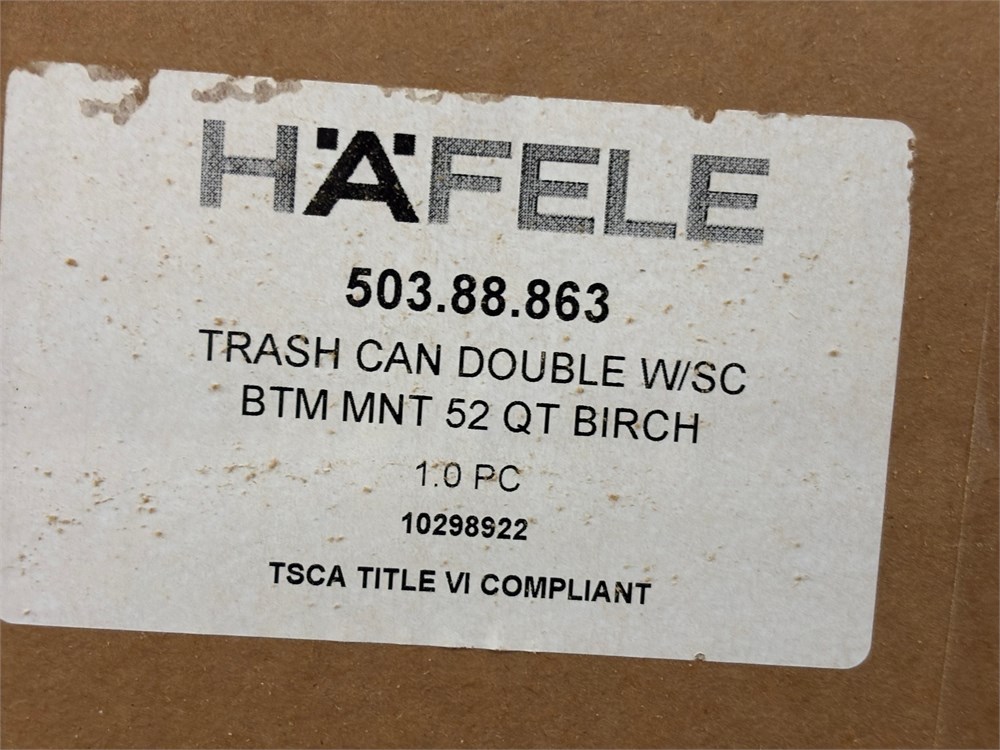 HÄFELE
503.88.863
TRASH CAN DOUBLE W/SC
BTM MNT 52 QT BIRCH
1.0 PC
10298922
TSCA TITLE VI COMPLIANT